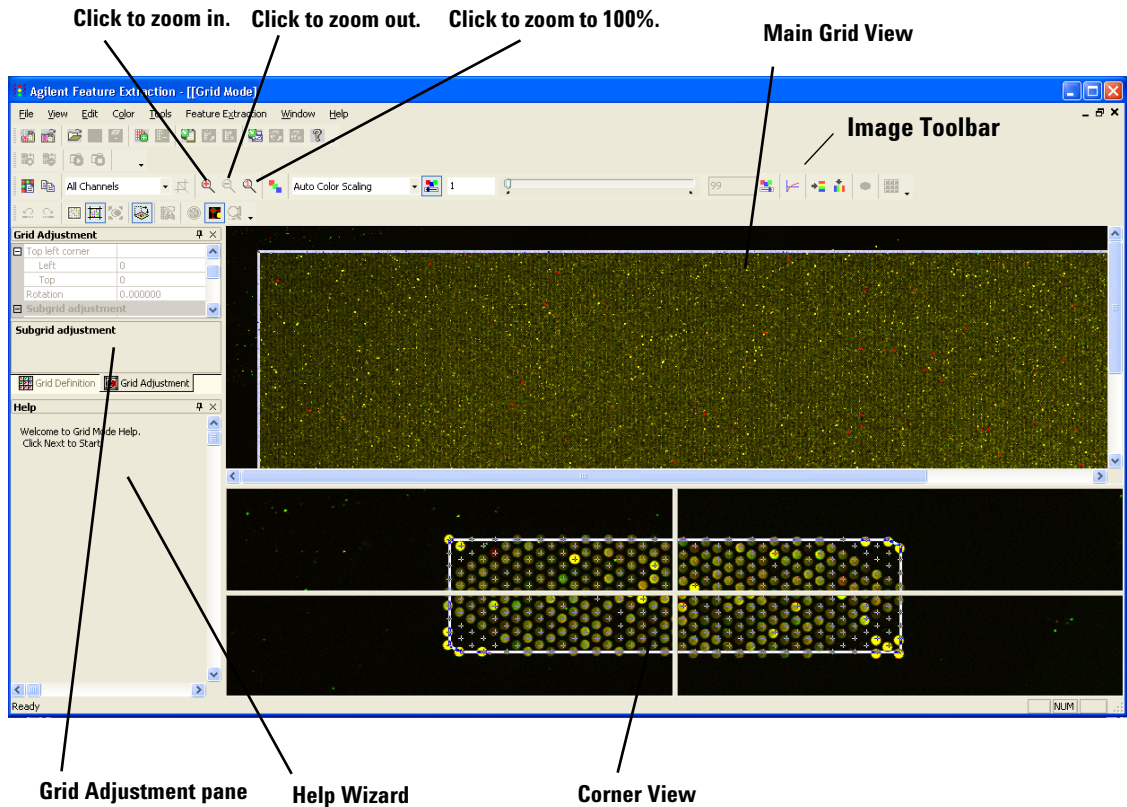 Click to zoom in. Click to zoom out. Click to zoom to 100%.
Main Grid View
Agilent Feature Extraction - [[Grid Mode]
File View Edit Color Tools Feature Extraction Window Help
Image Toolbar
All Channels Auto Color Scaling 1 99
Grid Adjustment
Top left corner
Left 0
Top 0
Rotation 0.000000
Subgrid adjustment
Subgrid adjustment
Grid Definition Grid Adjustment
Help
Welcome to Grid Mode Help.
Click Next to Start
Ready NUM
Grid Adjustment pane Help Wizard Corner View